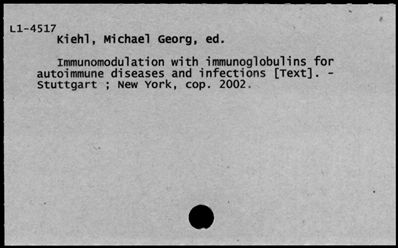 L1-4517
Kiehl, Michael Georg, ed.
Immunomodulation with immunoglobulins for
autoimmune diseases and infections [Text]. -
Stuttgart ; New York, cop. 2002.